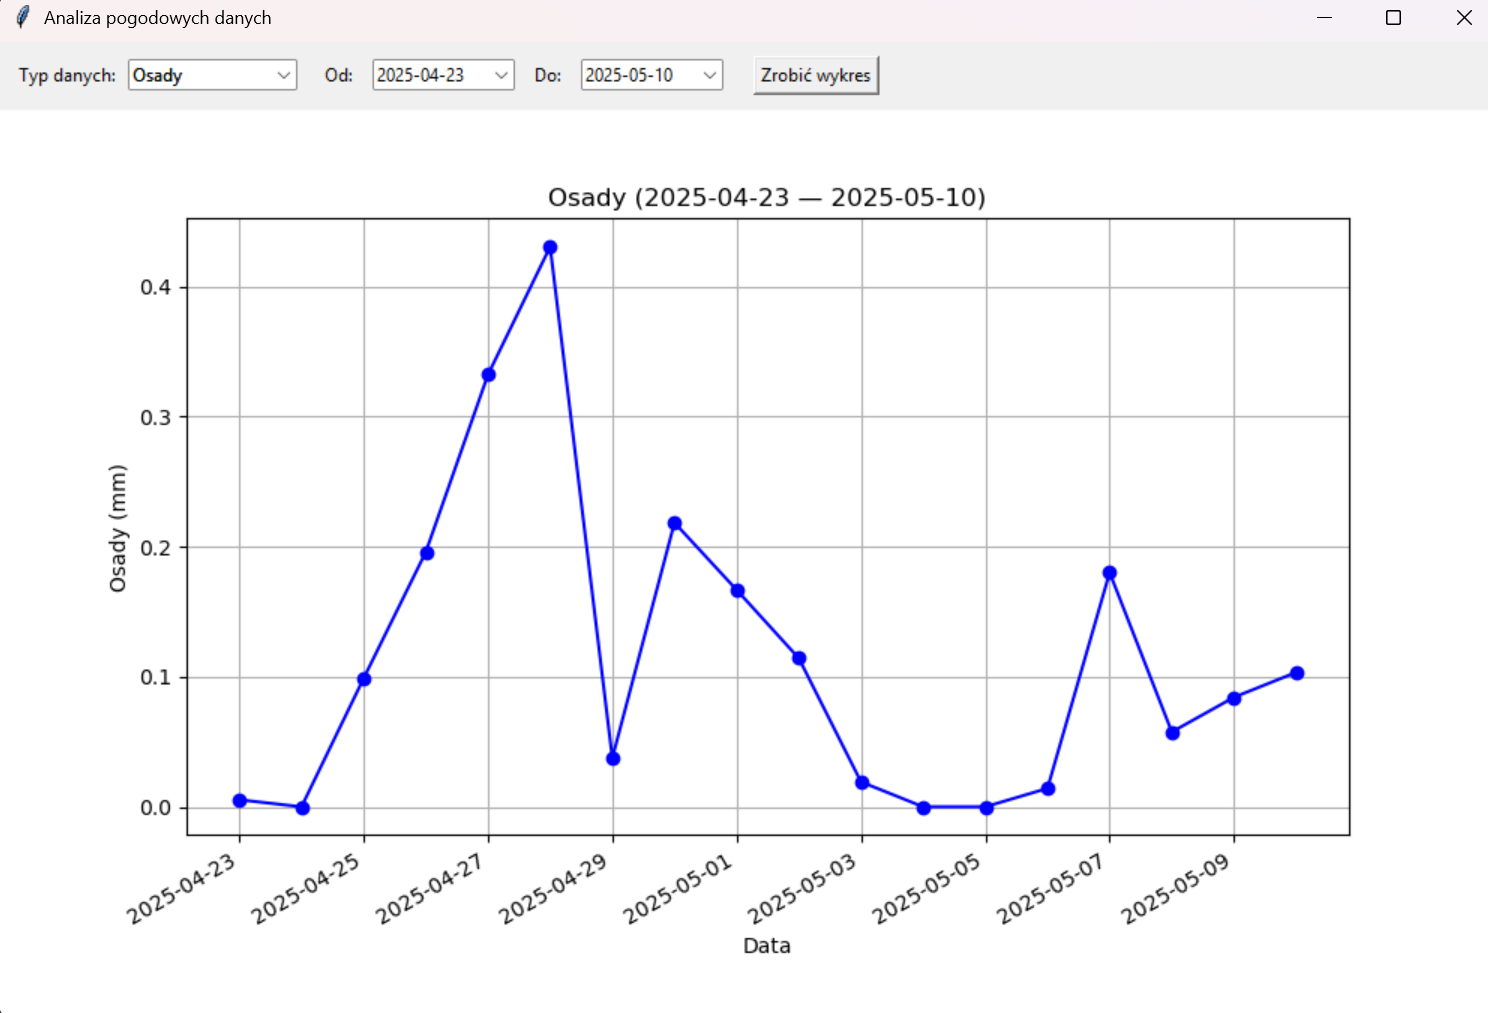 Analiza pogodowych danych
Typ danych: Osady Od: 2025-04-23 Do: 2025-05-10 Zrobić wykres
Osady (2025-04-23 — 2025-05-10)
0.4
0.3
0.2
0.1
0.0
Osady (mm)
2025-04-23 2025-04-25 2025-04-27 2025-04-29 2025-05-01 2025-05-03 2025-05-05 2025-05-07 2025-05-09
Data